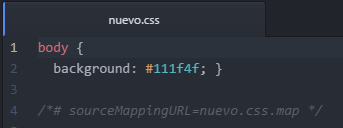 nuevo.css
1 body {
2 background: #111f4f; }
3
4 /*# sourceMappingURL=nuevo.css.map */